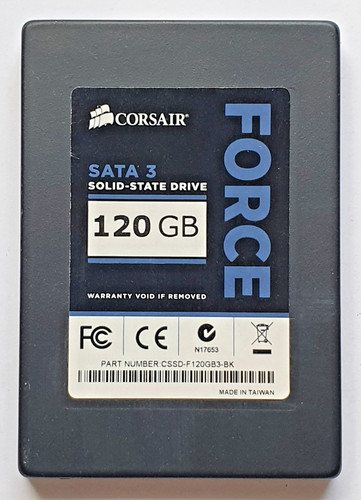 CORSAIR
FORCE
SATA 3
SOLID-STATE DRIVE
120 GB
WARRANTY VOID IF REMOVED
FC CE
N17653
PART NUMBER CSSD-F120GB3-BK
MADE IN TAIWAN